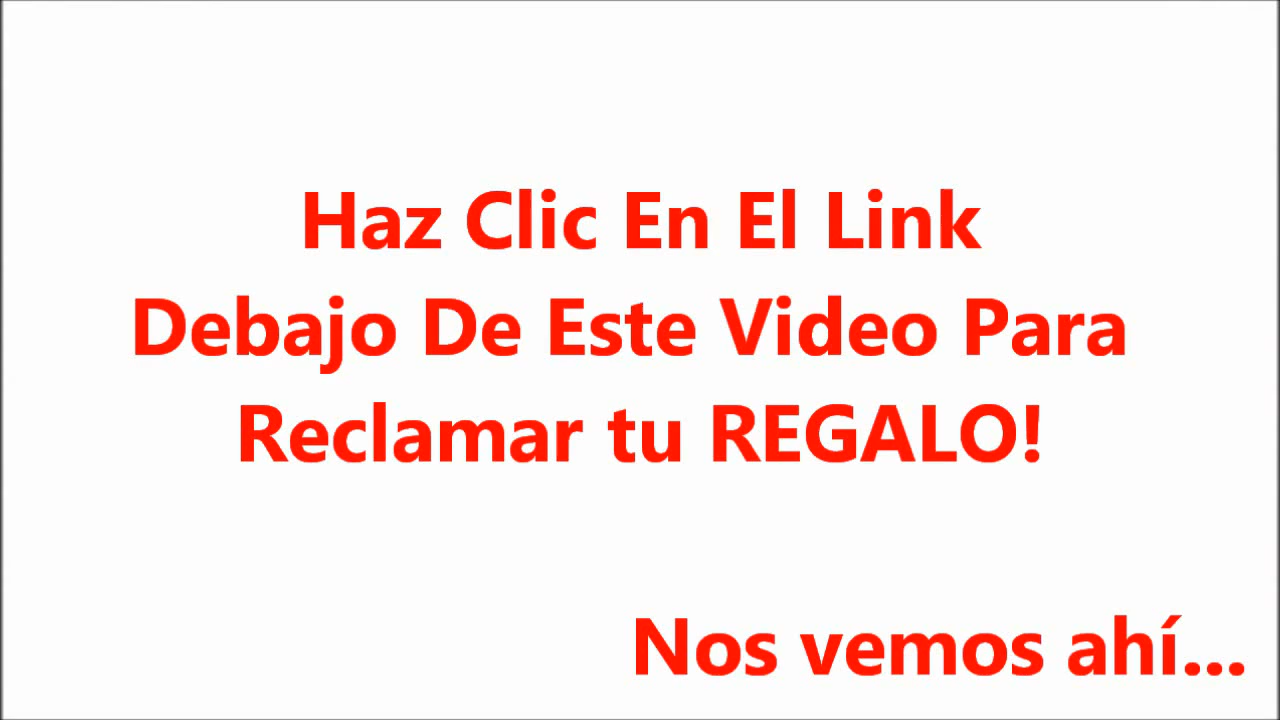 Haz Clic En El Link
Debajo De Este Video Para
Reclamar tu REGALO!
Nos vemos ahí...